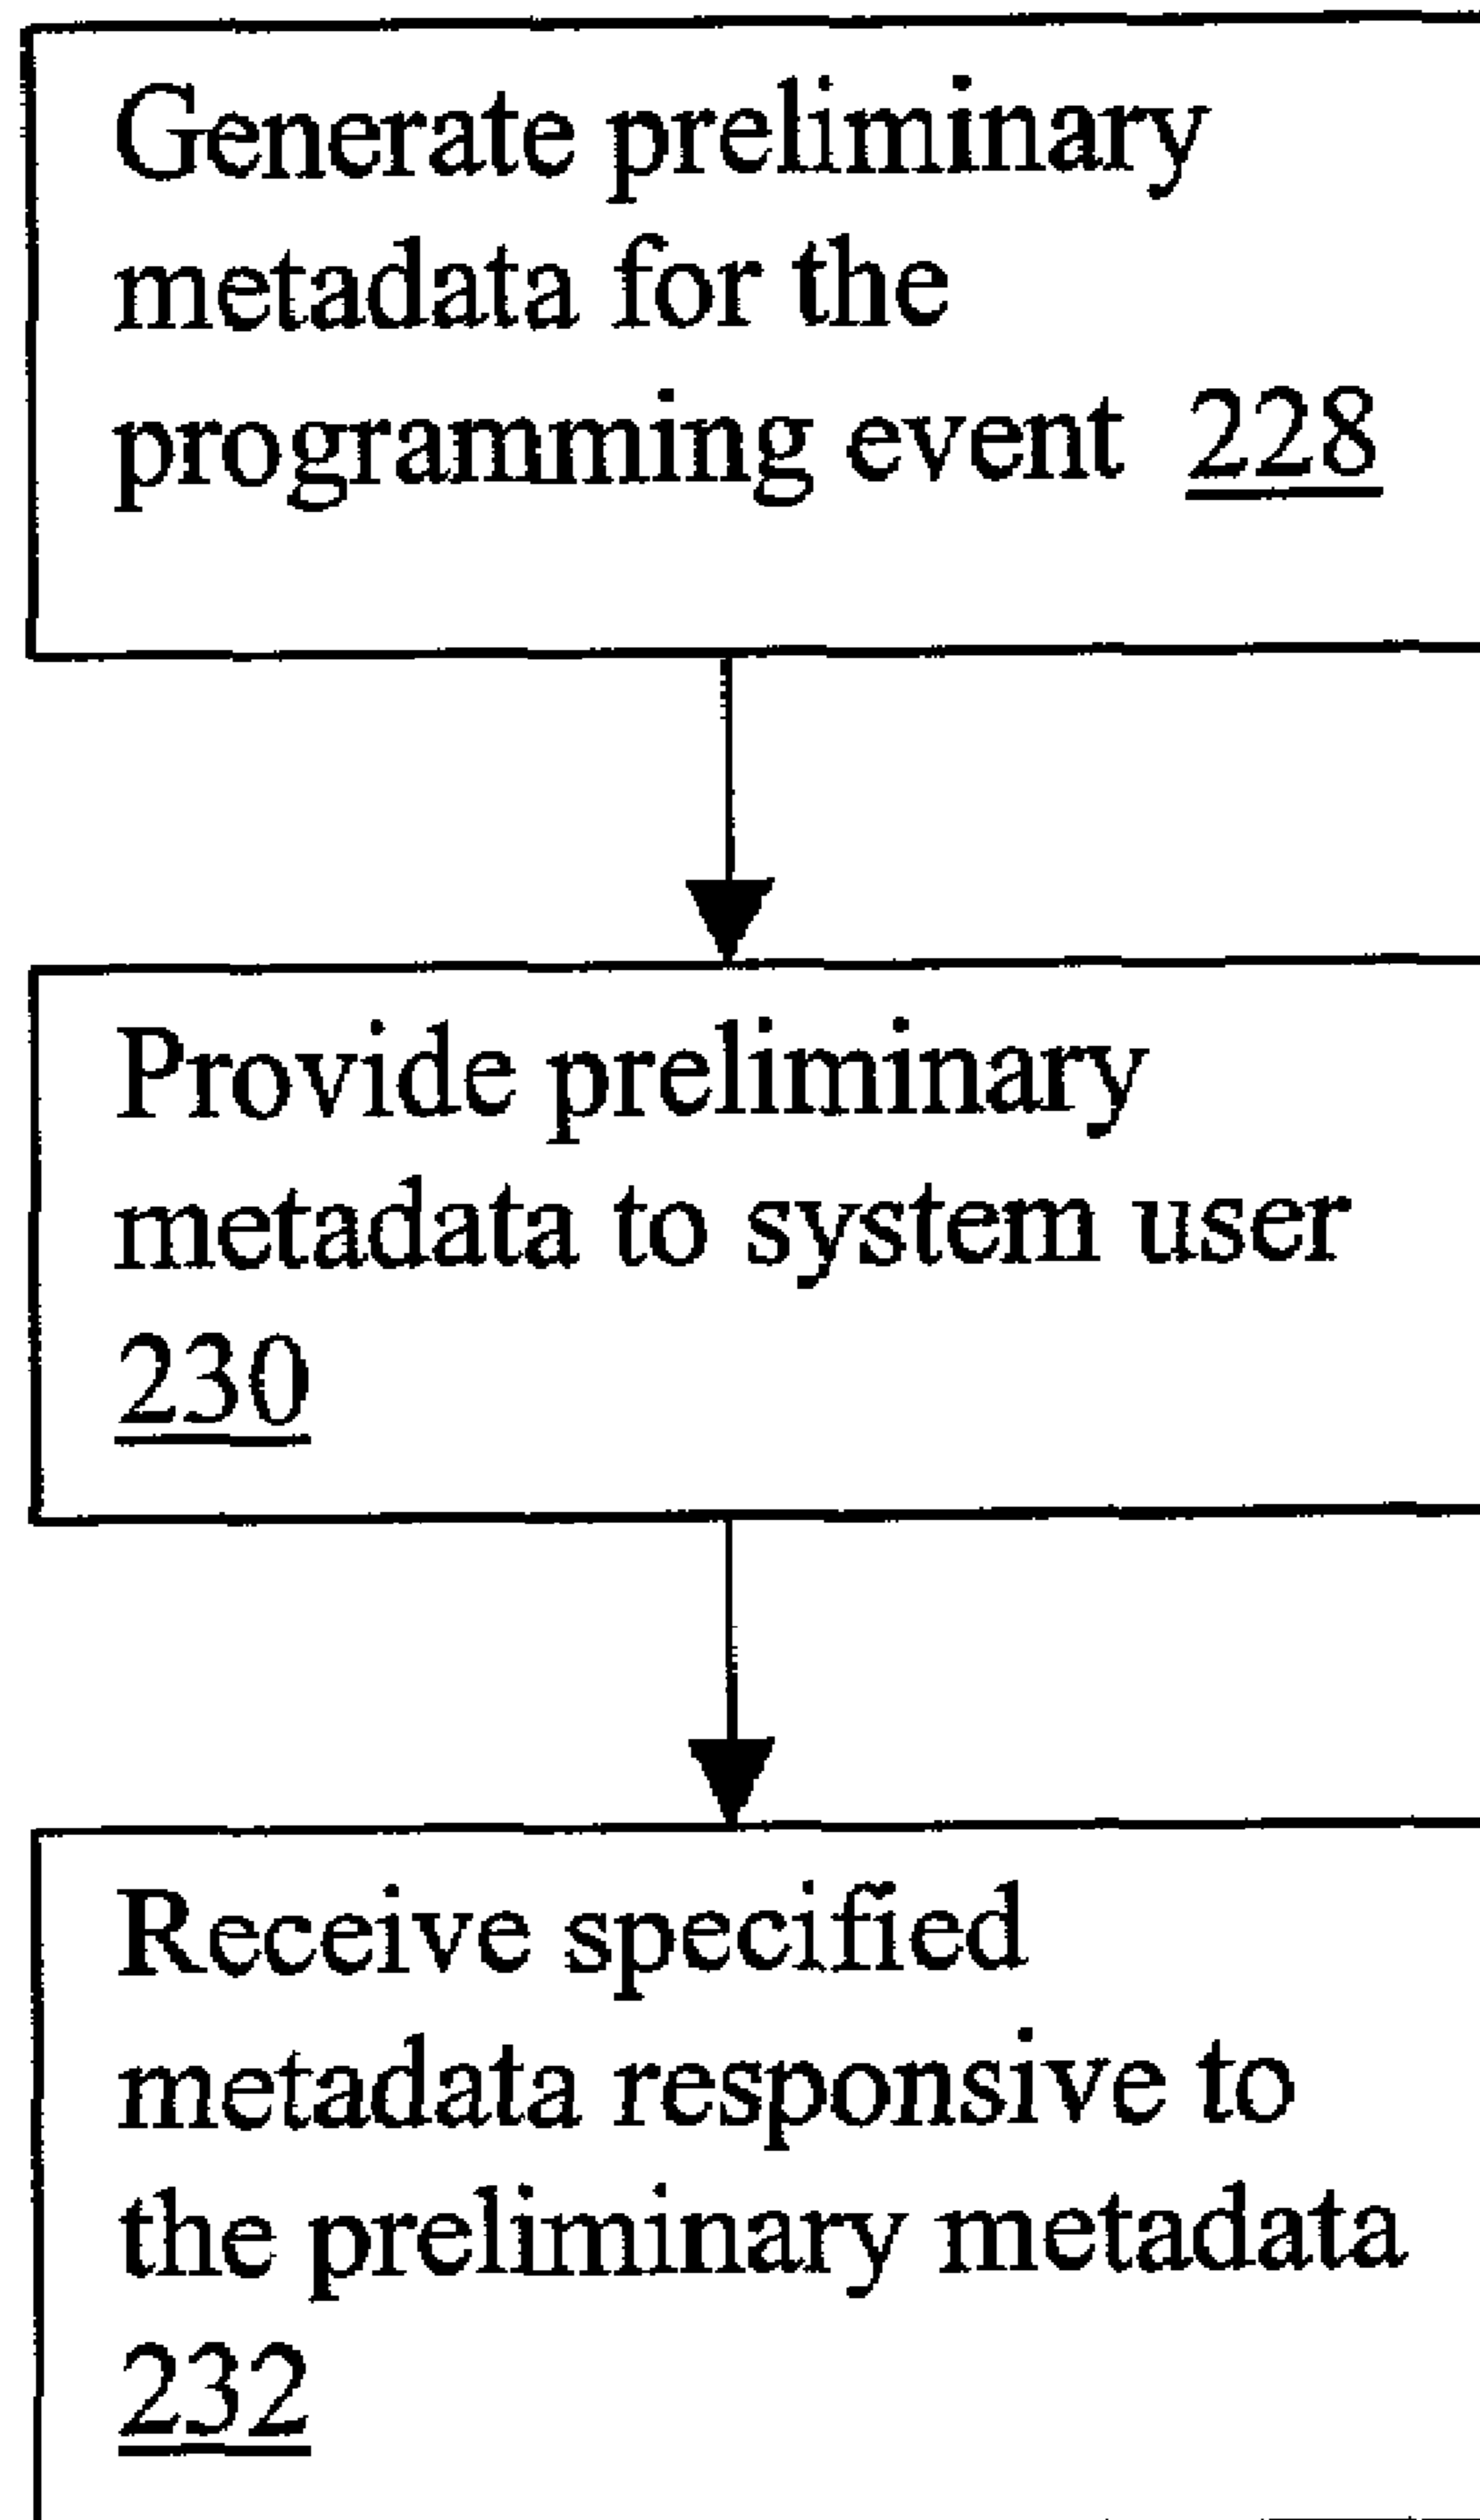 Generate preliminary
metadata for the
programming event 228
Provide preliminary
metadata to system user
230
Receive specified
metadata responsive to
the preliminary metadata
232